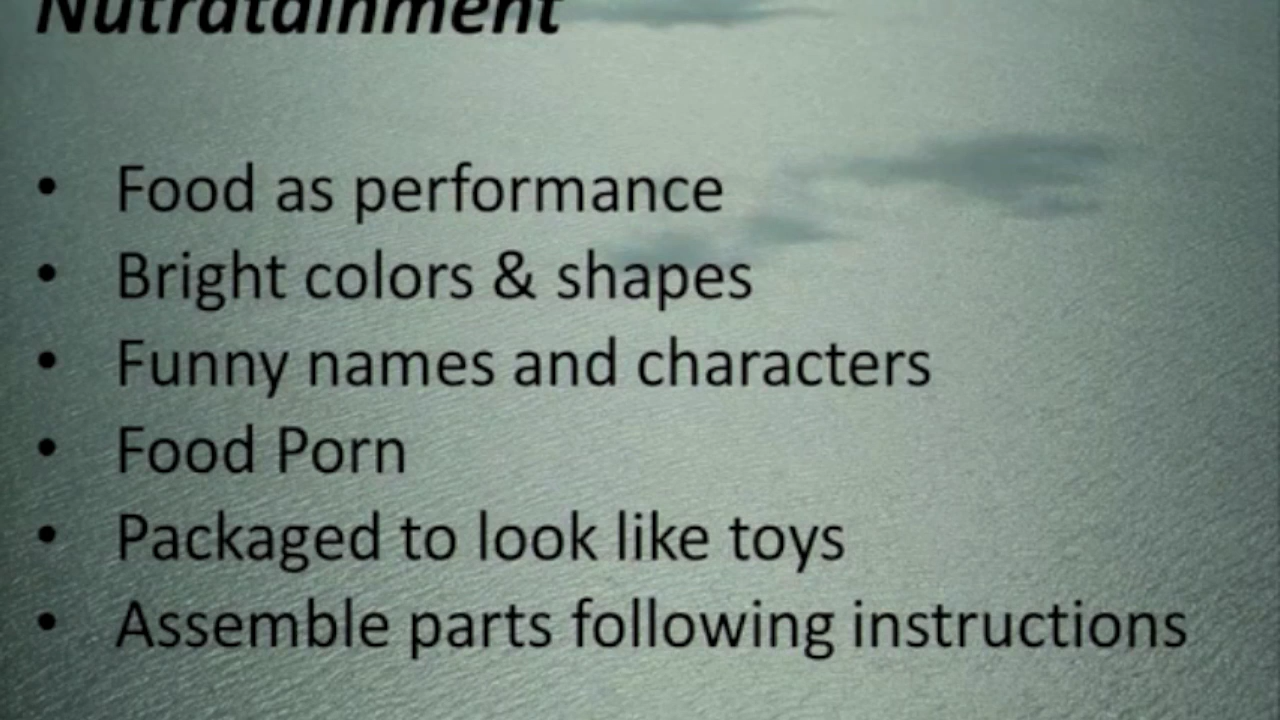 Nutratainment
• Food as performance
• Bright colors & shapes
• Funny names and characters
• Food Porn
• Packaged to look like toys
• Assemble parts following instructions